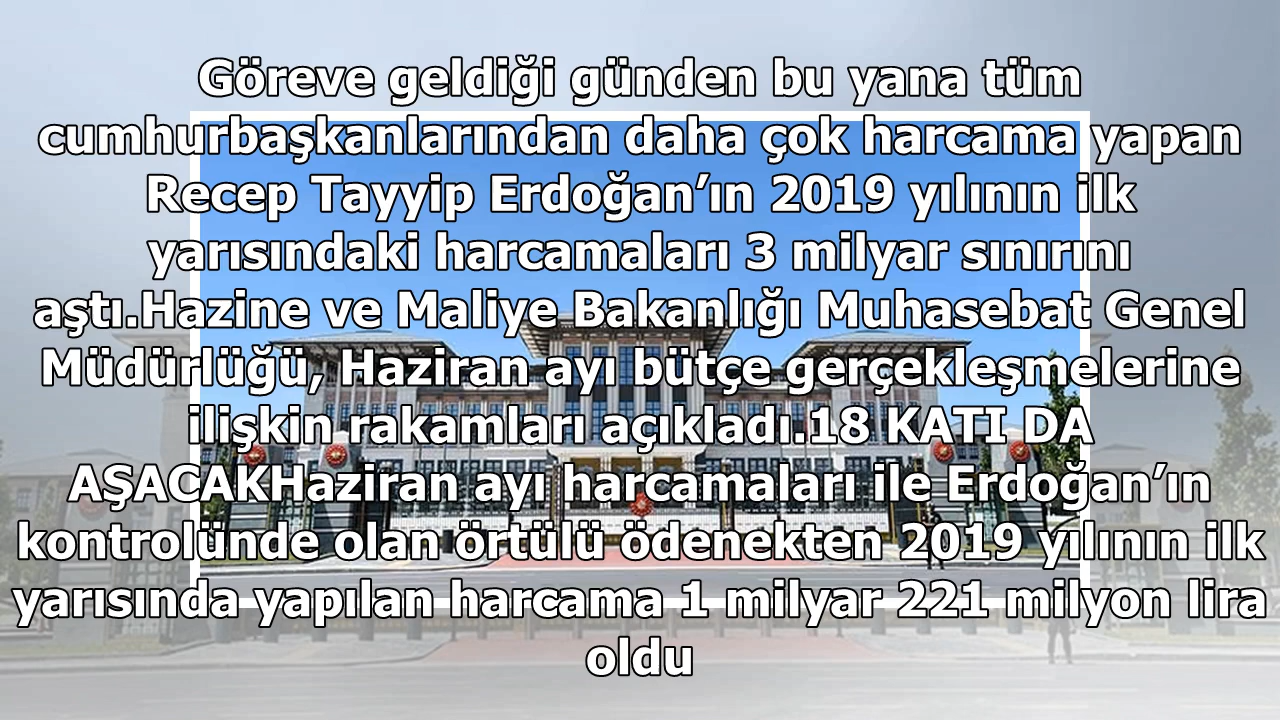 Göreve geldiği günden bu yana tüm
cumhurbaşkanlarından daha çok harcama yapan
Recep Tayyip Erdoğan’ın 2019 yılının ilk
yarısındaki harcamaları 3 milyar sınırını
aştı.Hazine ve Maliye Bakanlığı Muhasebat Genel
Müdürlüğü, Haziran ayı bütçe gerçekleşmelerine
ilişkin rakamları açıkladı.18 KATI DA
AŞACAKHaziran ayı harcamaları ile Erdoğan’ın
kontrolünde olan örtülü ödenekten 2019 yılının ilk
yarısında yapılan harcama 1 milyar 221 milyon lira
oldu